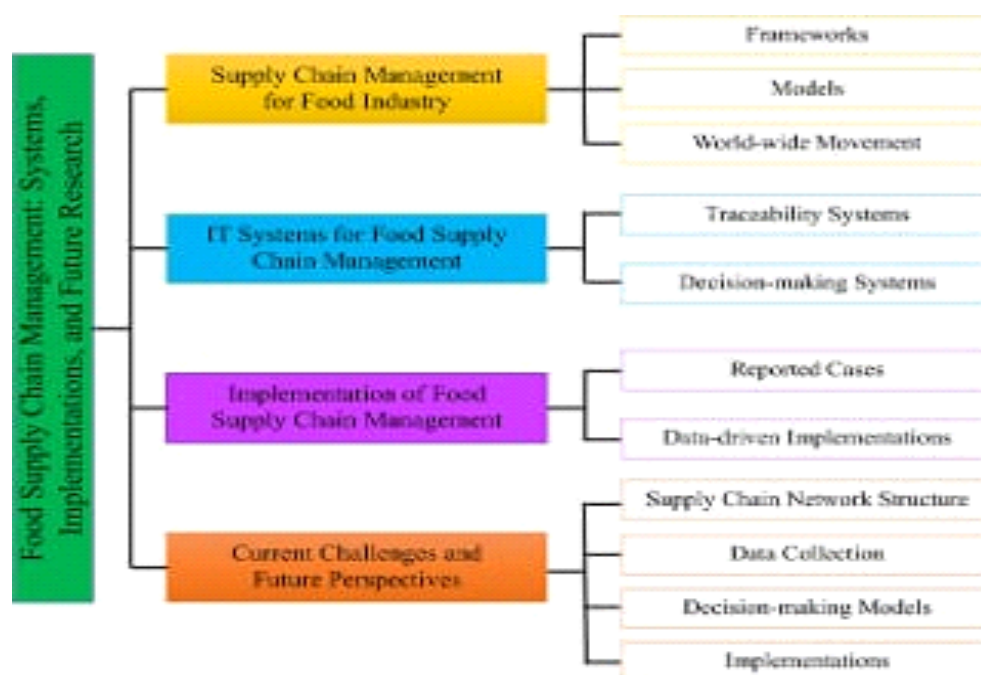 Food Supply Chain Management: Systems,
Implementations, and Future Research
Supply Chain Management
for Food Industry
Frameworks
Models
World-wide Movement
IT Systems for Food Supply
Chain Management
Traceability Systems
Decision-making Systems
Implementation of Food
Supply Chain Management
Reported Cases
Data-driven Implementations
Current Challenges and
Future Perspectives
Supply Chain Network Structure
Data Collection
Decision-making Models
Implementations